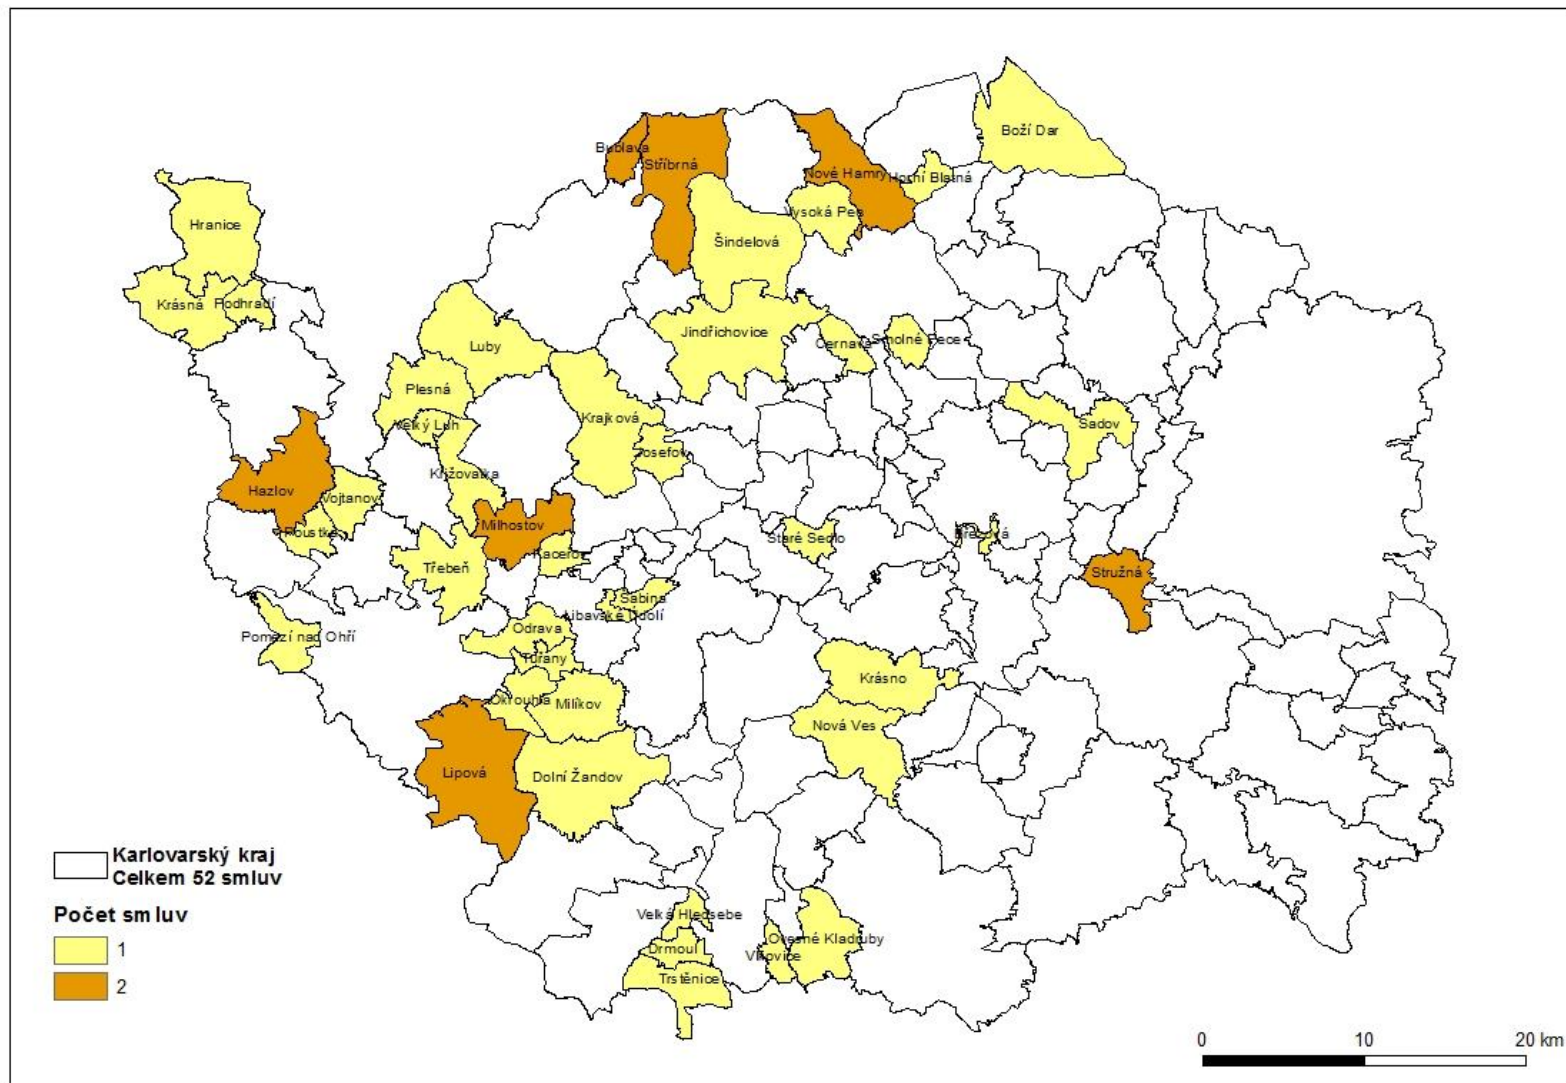 Boží Dar
Bublava
Stříbrná
Nové Hamry
Horní Blatná
Vysoká Pec
Hranice
Šindelová
Krásná
Podhradí
Jindřichovice
Černava
Smolné Pece
Luby
Plesná
Krajková
Velký Luh
Sadov
Josefov
Křižovatka
Hazlov
Vojtanov
Milhostov
Poustka
Staré Sedlo
Březová
Kaceřov
Třebeň
Stružná
Šabina
Libavské Údolí
Odrava
Pomezí nad Ohří
Tuřany
Krásno
Okrouhlá
Milíkov
Nová Ves
Lipová
Dolní Žandov
Karlovarský kraj
Celkem 52 smluv
Počet smluv
1
2
Velká Hleďsebe
Drmoul
Ovesné Kladruby
Vlkovice
Trstěnice
0
10
20 km